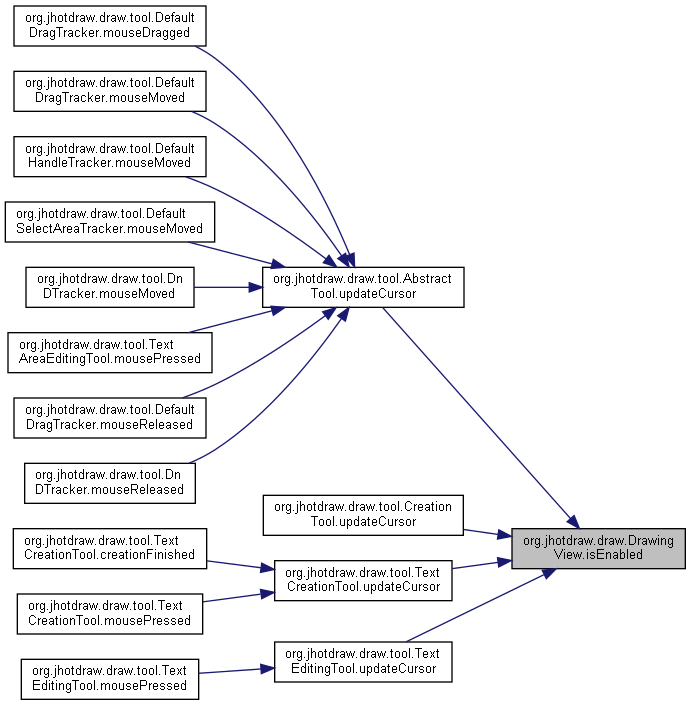 org.jhotdraw.draw.tool.Default
DragTracker.mouseDragged
org.jhotdraw.draw.tool.Default
DragTracker.mouseMoved
org.jhotdraw.draw.tool.Default
HandleTracker.mouseMoved
org.jhotdraw.draw.tool.Default
SelectAreaTracker.mouseMoved
org.jhotdraw.draw.tool.Dn
DTracker.mouseMoved
org.jhotdraw.draw.tool.Abstract
Tool.updateCursor
org.jhotdraw.draw.tool.Text
AreaEditingTool.mousePressed
org.jhotdraw.draw.tool.Default
DragTracker.mouseReleased
org.jhotdraw.draw.tool.Dn
DTracker.mouseReleased
org.jhotdraw.draw.tool.Creation
Tool.updateCursor
org.jhotdraw.draw.Drawing
View.isEnabled
org.jhotdraw.draw.tool.Text
CreationTool.creationFinished
org.jhotdraw.draw.tool.Text
CreationTool.updateCursor
org.jhotdraw.draw.tool.Text
CreationTool.mousePressed
org.jhotdraw.draw.tool.Text
EditingTool.updateCursor
org.jhotdraw.draw.tool.Text
EditingTool.mousePressed